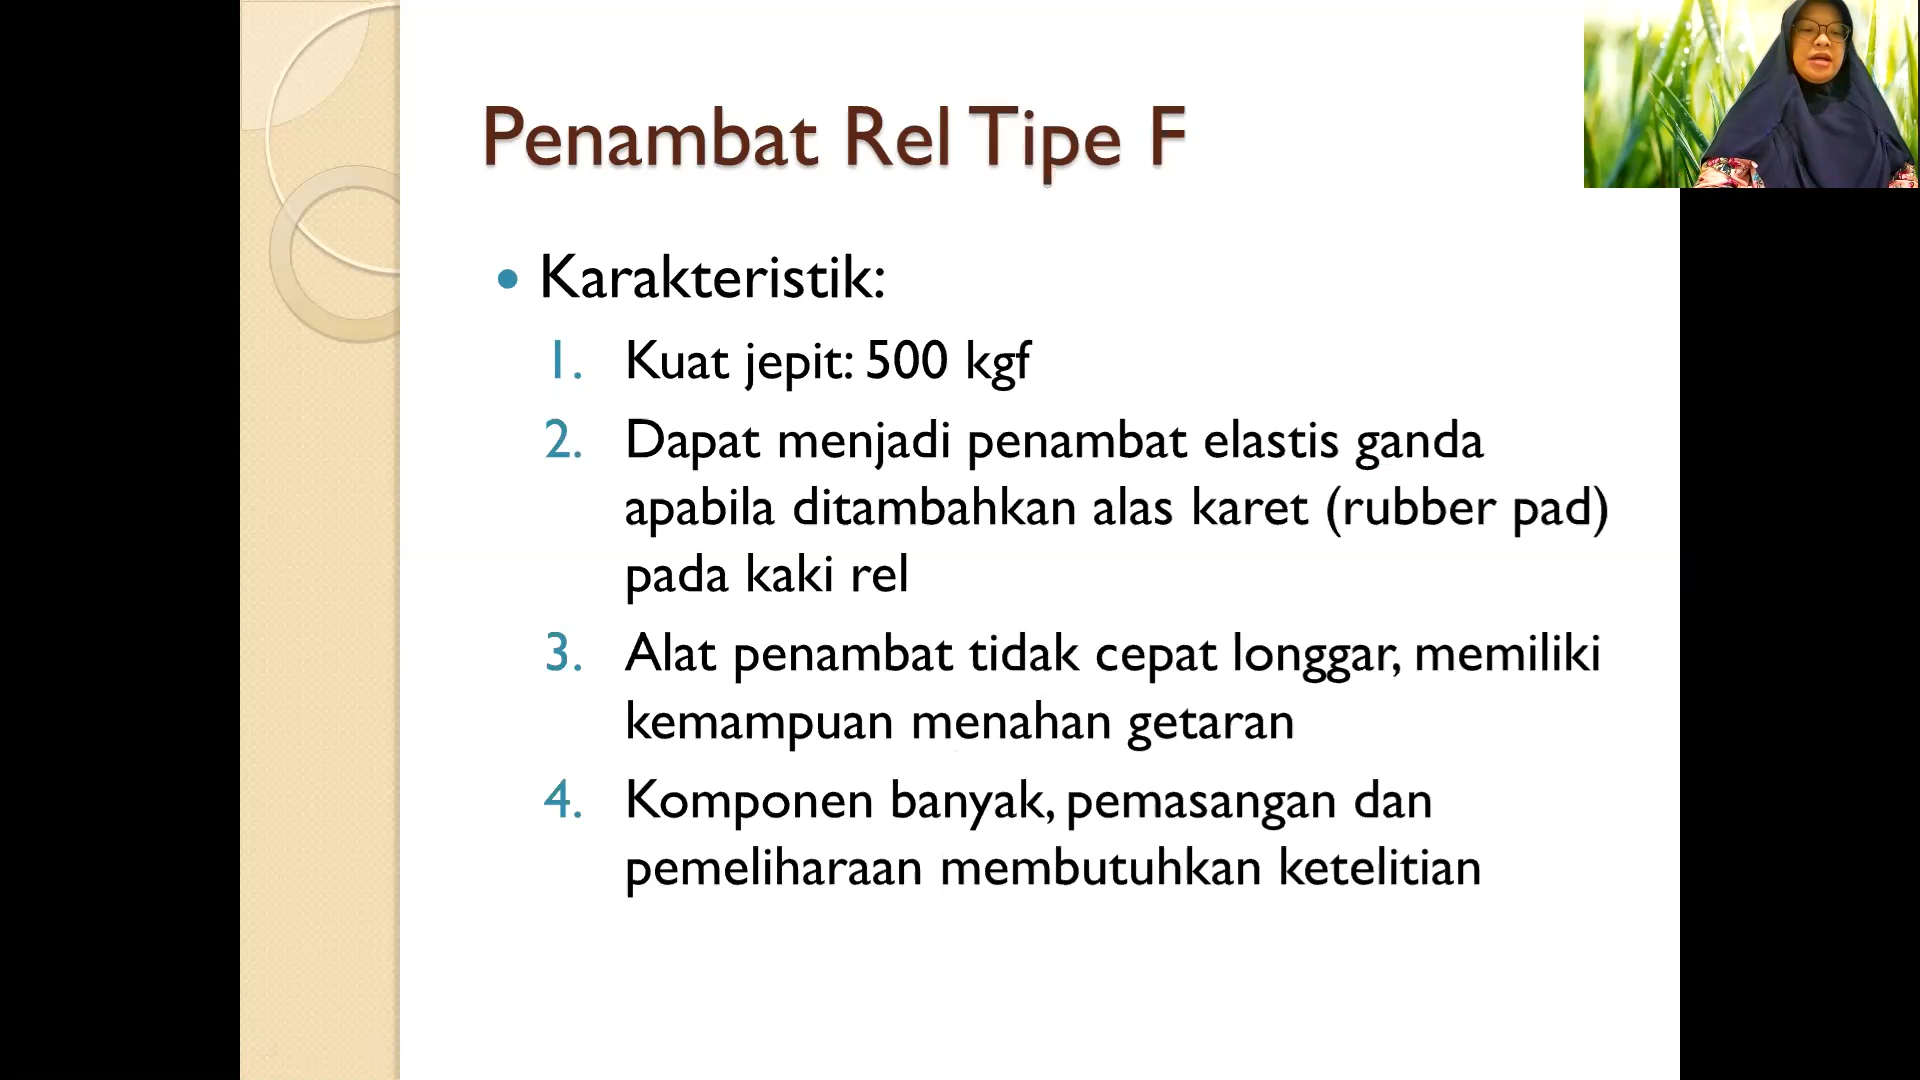 Penambat Rel Tipe F
• Karakteristik:
1. Kuat jepit: 500 kgf
2. Dapat menjadi penambat elastis ganda
apabila ditambahkan alas karet (rubber pad)
pada kaki rel
3. Alat penambat tidak cepat longgar, memiliki
kemampuan menahan getaran
4. Komponen banyak, pemasangan dan
pemeliharaan membutuhkan ketelitian